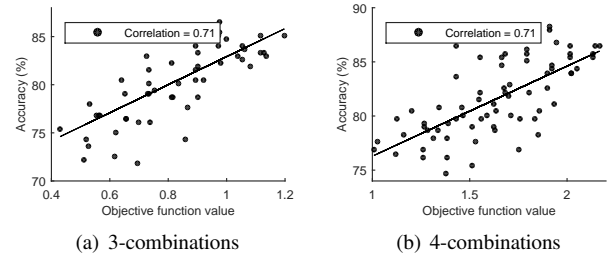 Correlation = 0.71
Accuracy (%)
85
80
75
70
0.4 0.6 0.8 1 1.2
Objective function value
(a) 3-combinations
Correlation = 0.71
Accuracy (%)
90
85
80
75
1 1.5 2
Objective function value
(b) 4-combinations